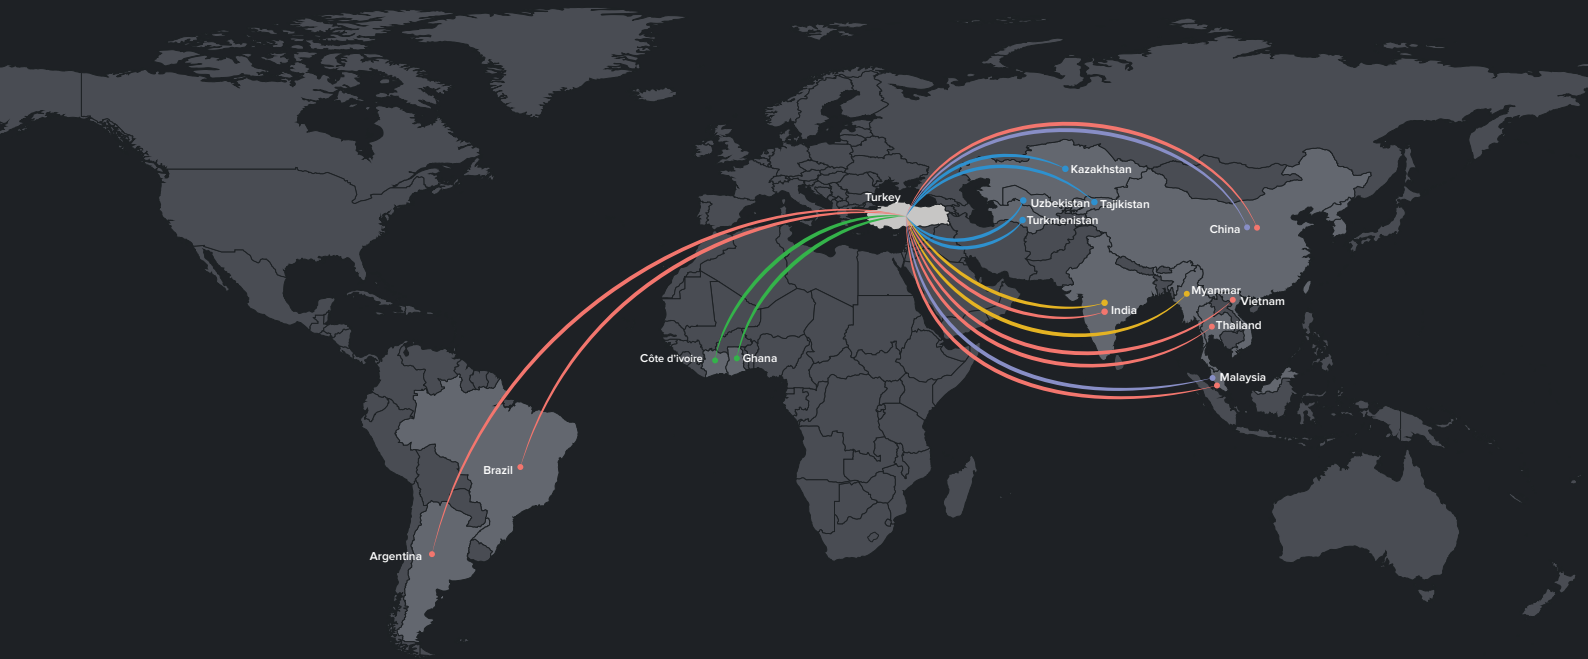 Kazakhstan
Turkey
Uzbekistan
Tajikistan
Turkmenistan
China
Myanmar
Vietnam
India
Thailand
Côte d'ivoire
Ghana
Malaysia
Brazil
Argentina